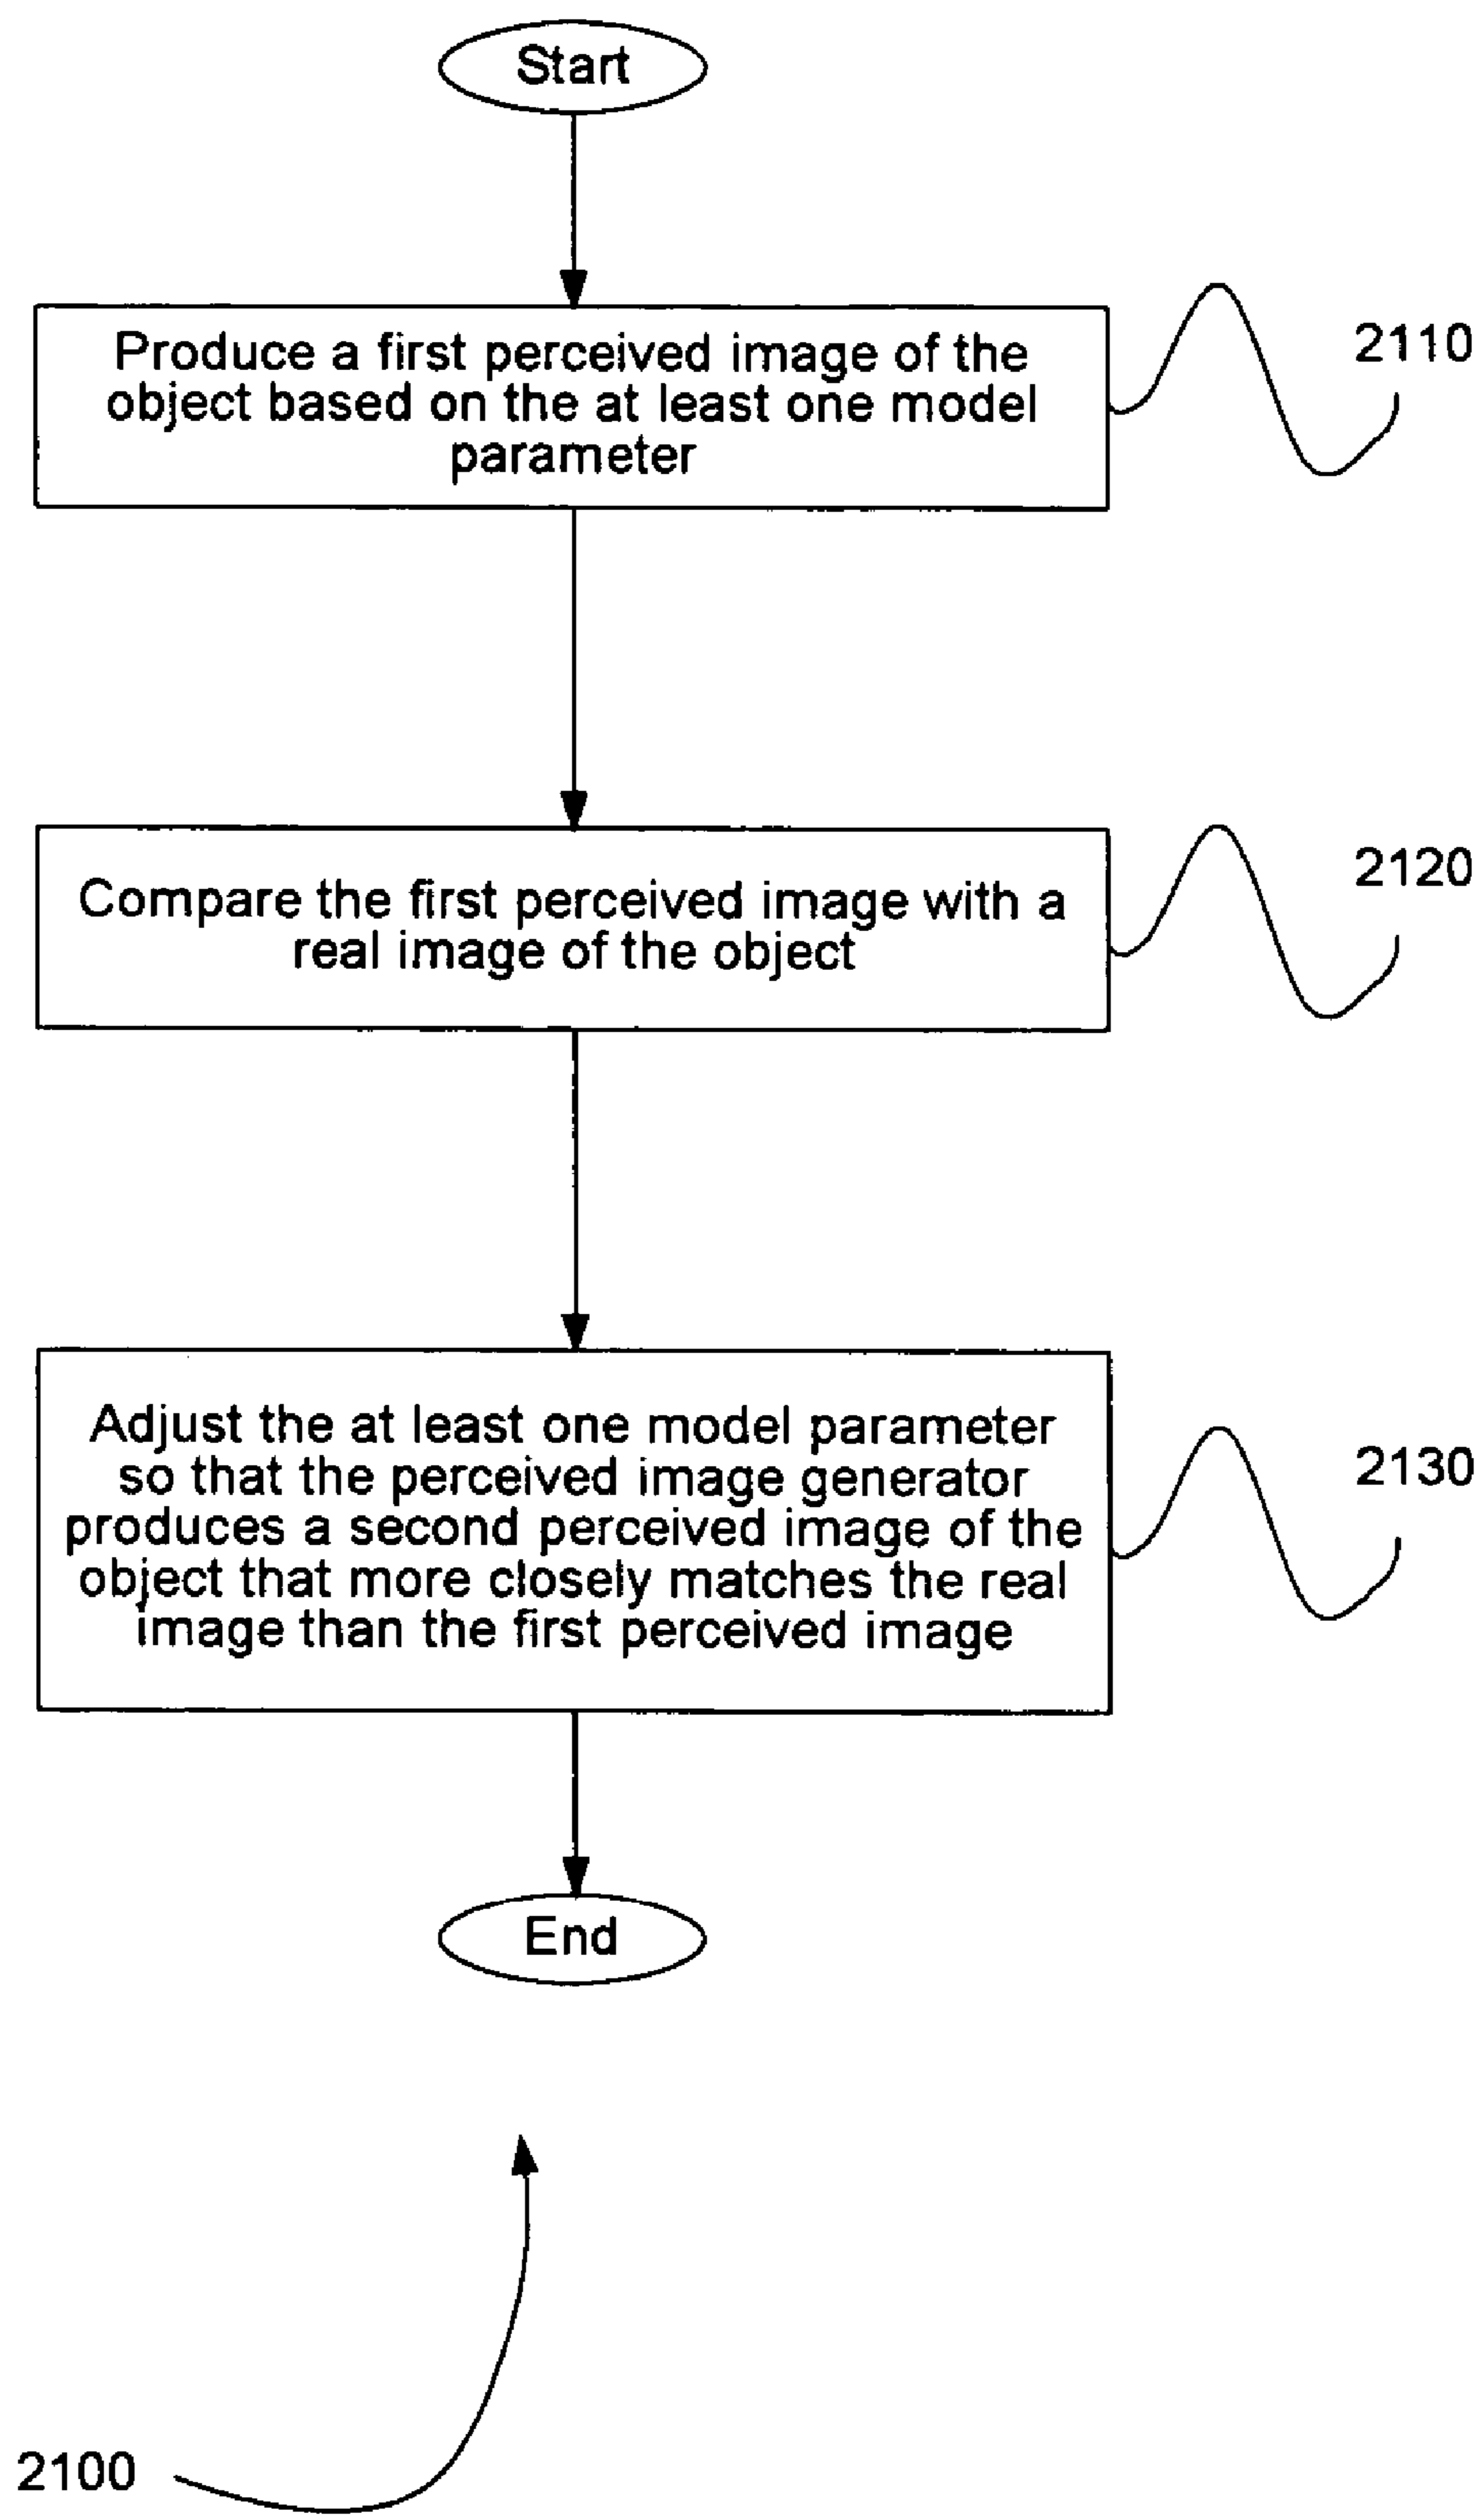 Start
Produce a first perceived image of the
object based on the at least one model
parameter
2110
Compare the first perceived image with a
real image of the object
2120
Adjust the at least one model parameter
so that the perceived image generator
produces a second perceived image of the
object that more closely matches the real
image than the first perceived image
2130
End
2100